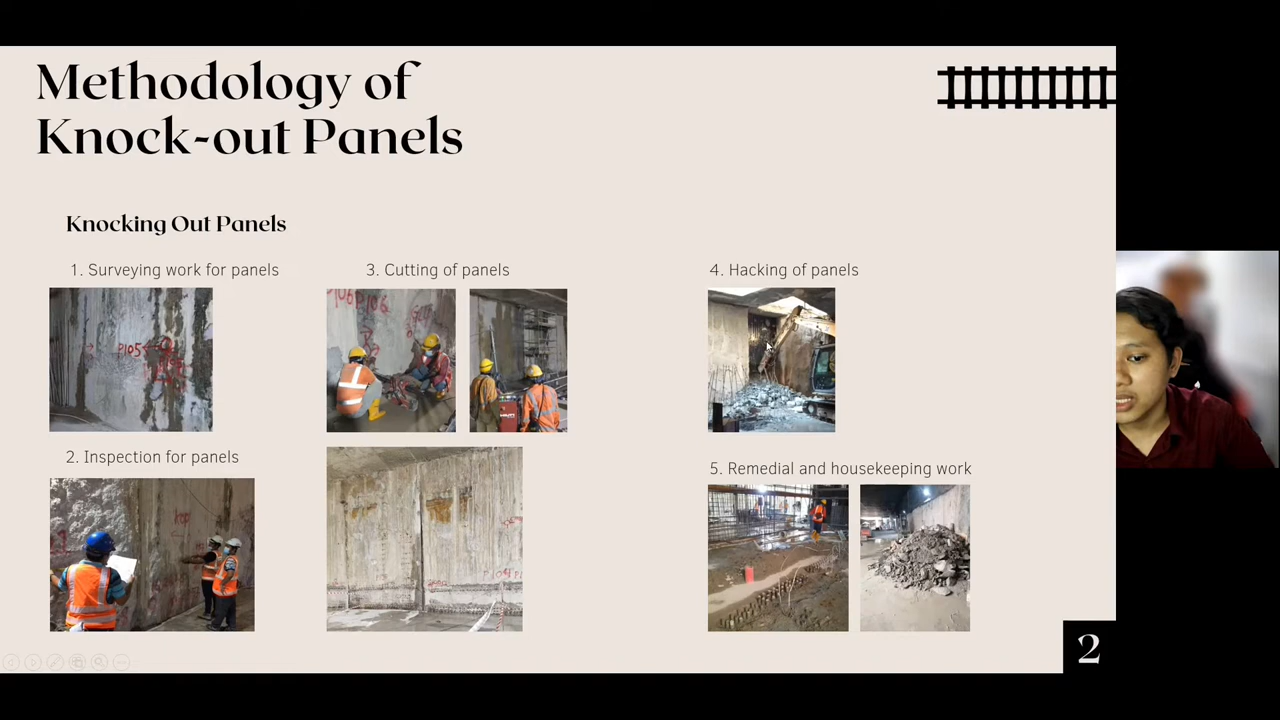 Methodology of
Knock-out Panels
Knocking Out Panels
1. Surveying work for panels
P105
2. Inspection for panels
3. Cutting of panels
4. Hacking of panels
5. Remedial and housekeeping work
2